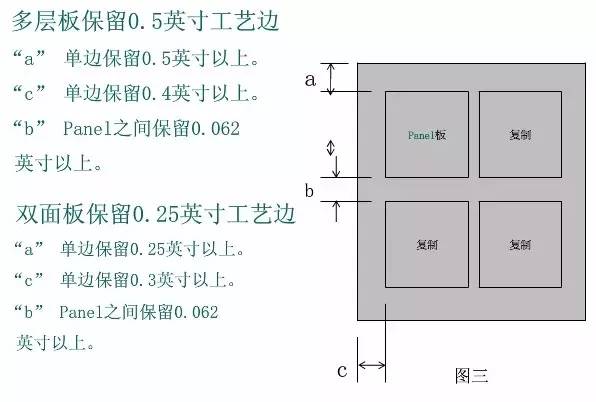 多层板保留0.5英寸工艺边
“a” 单边保留0.5英寸以上。
“c” 单边保留0.4英寸以上。
“b” Panel之间保留0.062
英寸以上。
双面板保留0.25英寸工艺边
“a” 单边保留0.25英寸以上。
“c” 单边保留0.3英寸以上。
“b” Panel之间保留0.062
英寸以上。
a
Panel板
复制
b
复制
复制
c
图三